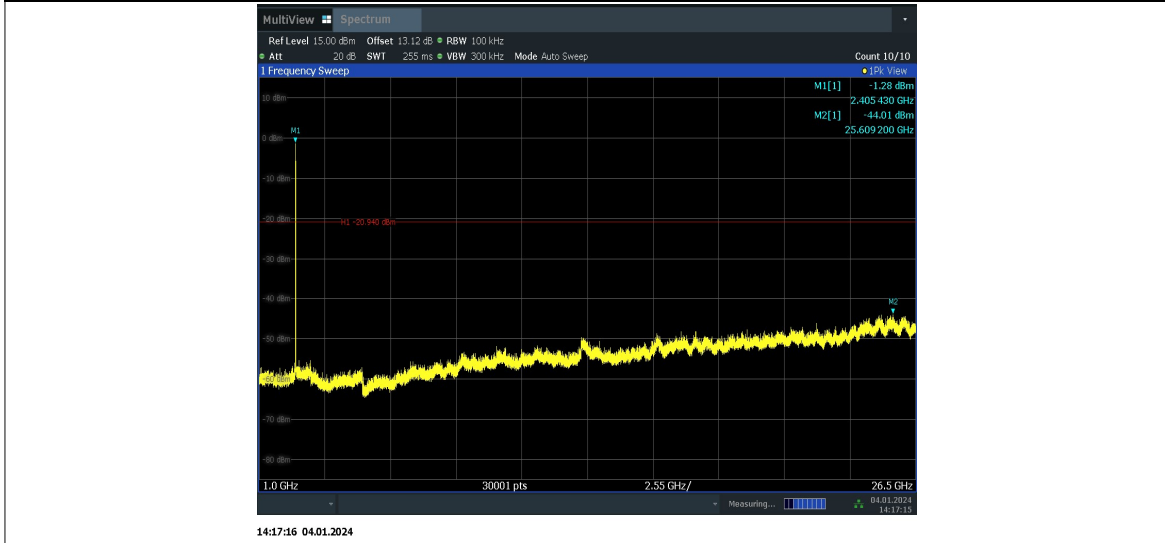 MultiView Spectrum
Ref Level 15.00 dBm Offset 13.12 dB RBW 100 kHz
Att 20 dB SWT 255 ms VBW 300 kHz Mode Auto Sweep Count 10/10
1 Frequency Sweep 1Pk View
M1[1] -1.28 dBm
2.405 430 GHz
M2[1] -44.01 dBm
25.609 200 GHz
10 dBm
M1
0 dBm
-10 dBm
-20 dBm
H1 -20.940 dBm
-30 dBm
-40 dBm
M2
-50 dBm
-60 dBm
-70 dBm
-80 dBm
1.0 GHz 30001 pts 2.55 GHz/ 26.5 GHz
Measuring... 04.01.2024
14:17:15
14:17:16 04.01.2024